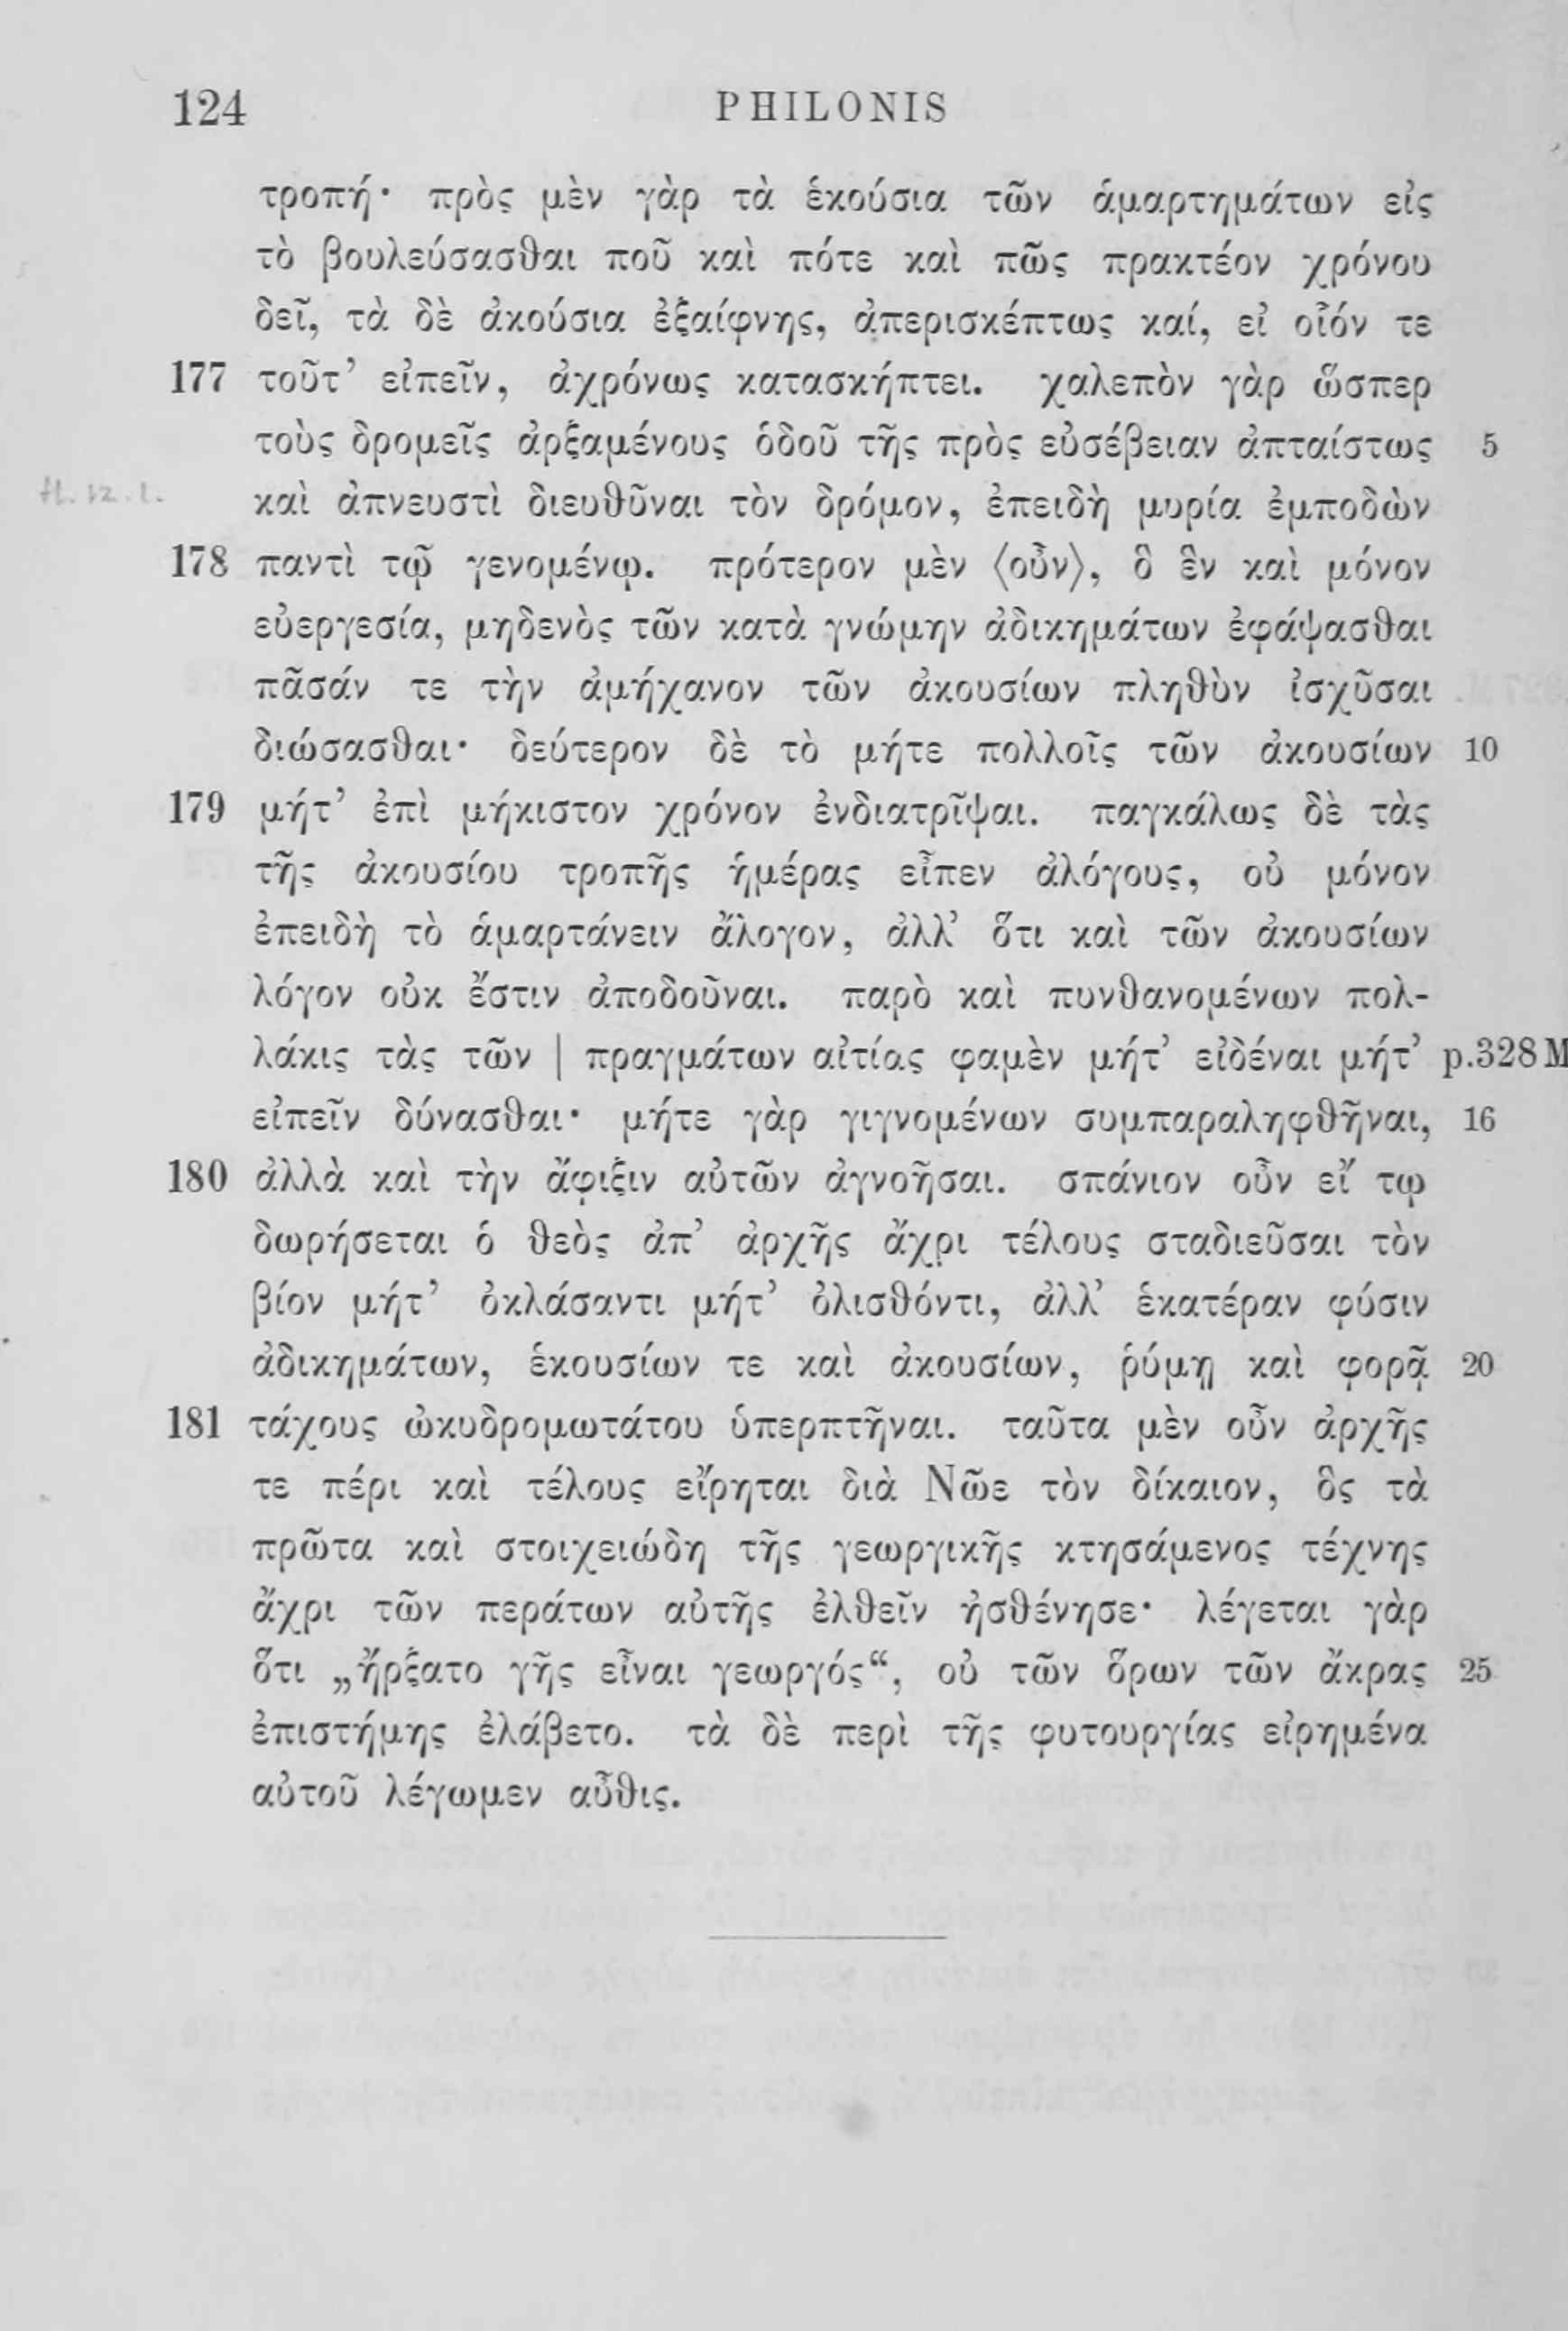 124 PHILONIS
τροπή· πρὸς μὲν γὰρ τὰ ἑκούσια τῶν ἁμαρτημάτων εἰς
τὸ βουλεύσασθαι ποῦ καὶ πότε καὶ πῶς πρακτέον χρόνου
δεῖ, τὰ δὲ ἀκούσια ἐξαίφνης, ἀπερισκέπτως καί, εἰ οἷόν τε
177 τοῦτ’ εἰπεῖν, ἀχρόνως κατασκήπτει. χαλεπὸν γὰρ ὥσπερ
τοὺς δρομεῖς ἀρξαμένους ὁδοῦ τῆς πρὸς εὐσέβειαν ἀπταίστως 5
καὶ ἀπνευστὶ διευθῦναι τὸν δρόμον, ἐπειδὴ μυρία ἐμποδὼν
178 παντὶ τῷ γενομένῳ. πρότερον μὲν ⟨οὖν⟩, ὃ ἓν καὶ μόνον
εὐεργεσία, μηδενὸς τῶν κατὰ γνώμην ἀδικημάτων ἐφάψασθαι
πᾶσάν τε τὴν ἀμήχανον τῶν ἀκουσίων πληθὺν ἰσχῦσαι
διώσασθαι· δεύτερον δὲ τὸ μήτε πολλοῖς τῶν ἀκουσίων 10
179 μήτ’ ἐπὶ μήκιστον χρόνον ἐνδιατρῖψαι. παγκάλως δὲ τὰς
τῆς ἀκουσίου τροπῆς ἡμέρας εἶπεν ἀλόγους, οὐ μόνον
ἐπειδὴ τὸ ἁμαρτάνειν ἄλογον, ἀλλ’ ὅτι καὶ τῶν ἀκουσίων
λόγον οὐκ ἔστιν ἀποδοῦναι. παρὸ καὶ πυνθανομένων πολ-
λάκις τὰς τῶν | πραγμάτων αἰτίας φαμὲν μήτ’ εἰδέναι μήτ’ p.328 M
εἰπεῖν δύνασθαι· μήτε γὰρ γιγνομένων συμπαραληφθῆναι, 16
180 ἀλλὰ καὶ τὴν ἄφιξιν αὐτῶν ἀγνοῆσαι. σπάνιον οὖν εἴ τῳ
δωρήσεται ὁ θεὸς ἀπ’ ἀρχῆς ἄχρι τέλους σταδιεῦσαι τὸν
βίον μήτ’ ὀκλάσαντι μήτ’ ὀλισθόντι, ἀλλ’ ἑκατέραν φύσιν
ἀδικημάτων, ἑκουσίων τε καὶ ἀκουσίων, ῥύμῃ καὶ φορᾷ 20
181 τάχους ὠκυδρομωτάτου ὑπερπτῆναι. ταῦτα μὲν οὖν ἀρχῆς
τε πέρι καὶ τέλους εἴρηται διὰ Νῶε τὸν δίκαιον, ὃς τὰ
πρῶτα καὶ στοιχειώδη τῆς γεωργικῆς κτησάμενος τέχνης
ἄχρι τῶν περάτων αὐτῆς ἐλθεῖν ἠσθένησε· λέγεται γὰρ
ὅτι „ἤρξατο γῆς εἶναι γεωργός“, οὐ τῶν ὅρων τῶν ἄκρας 25
ἐπιστήμης ἐλάβετο. τὰ δὲ περὶ τῆς φυτουργίας εἰρημένα
αὐτοῦ λέγωμεν αὖθις.